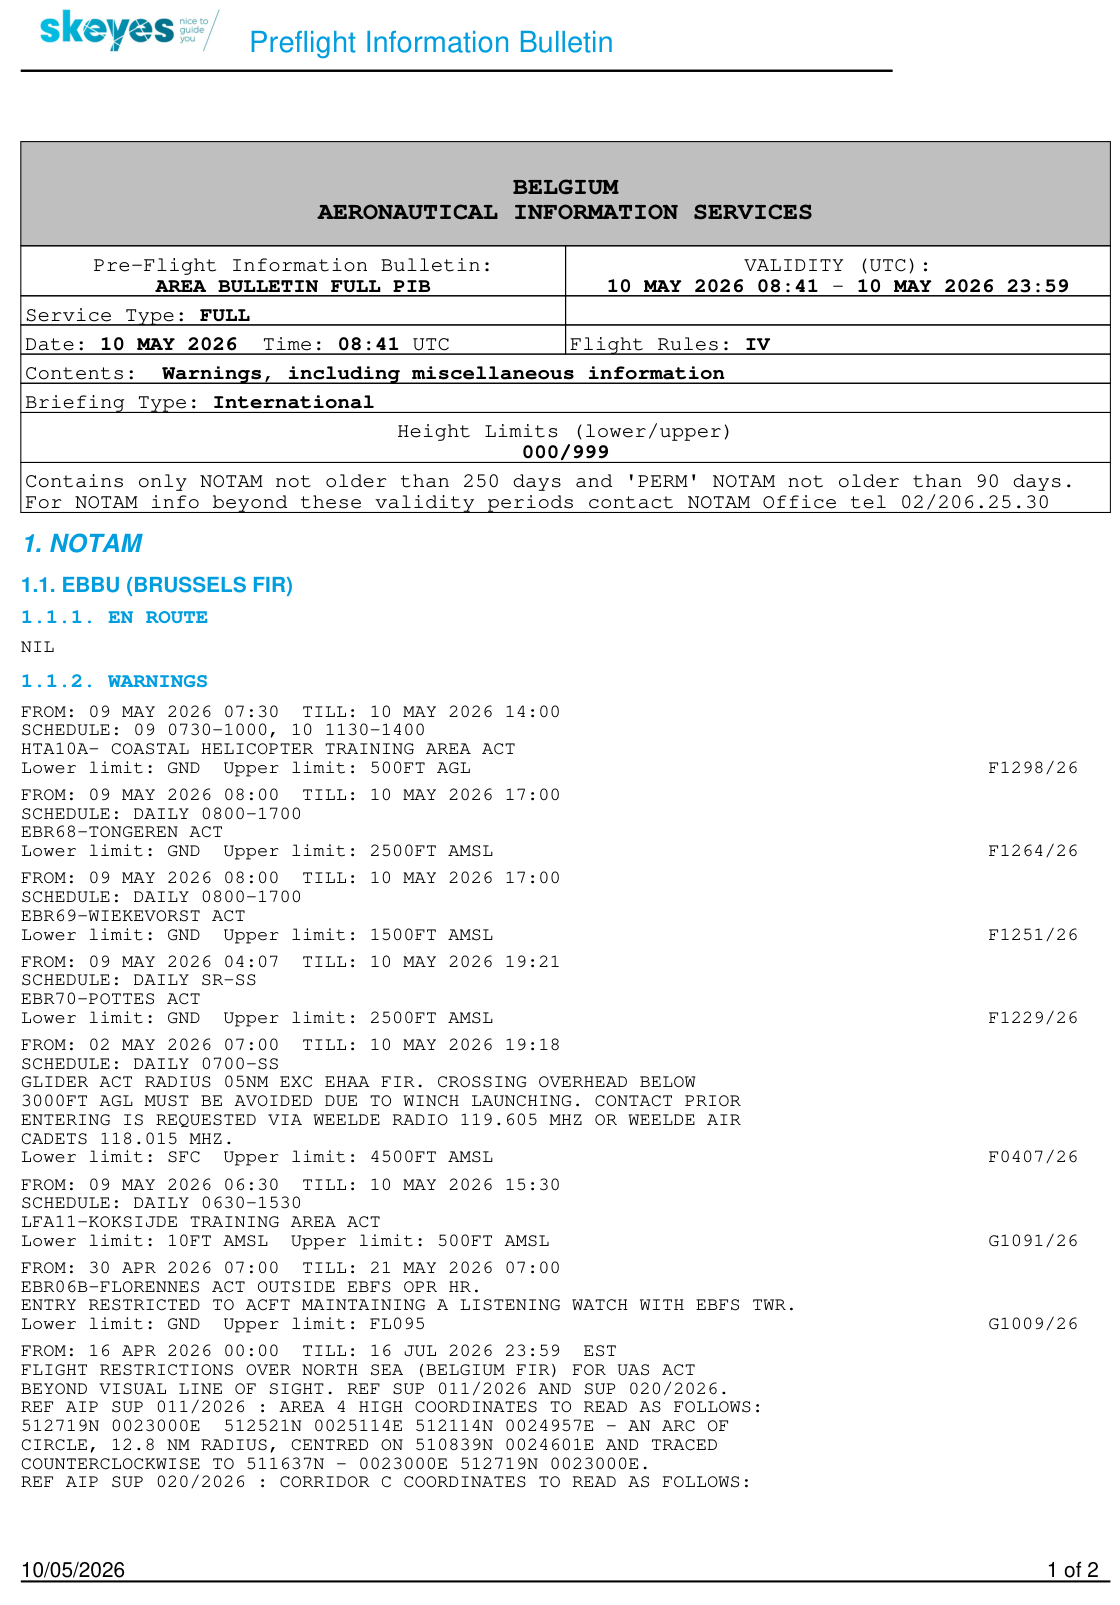 skeyes nice to guide you
Preflight Information Bulletin
BELGIUM
AERONAUTICAL INFORMATION SERVICES
Pre-Flight Information Bulletin:
AREA BULLETIN FULL PIB
VALIDITY (UTC):
10 MAY 2026 08:41 - 10 MAY 2026 23:59
Service Type: FULL
Date: 10 MAY 2026  Time: 08:41 UTC
Flight Rules: IV
Contents:  Warnings, including miscellaneous information
Briefing Type: International
Height Limits (lower/upper)
000/999
Contains only NOTAM not older than 250 days and 'PERM' NOTAM not older than 90 days.
For NOTAM info beyond these validity periods contact NOTAM Office tel 02/206.25.30
1. NOTAM
1.1. EBBU (BRUSSELS FIR)
1.1.1. EN ROUTE
NIL
1.1.2. WARNINGS
FROM: 09 MAY 2026 07:30  TILL: 10 MAY 2026 14:00
SCHEDULE: 09 0730-1000, 10 1130-1400
HTA10A- COASTAL HELICOPTER TRAINING AREA ACT
Lower limit: GND  Upper limit: 500FT AGL F1298/26
FROM: 09 MAY 2026 08:00  TILL: 10 MAY 2026 17:00
SCHEDULE: DAILY 0800-1700
EBR68-TONGEREN ACT
Lower limit: GND  Upper limit: 2500FT AMSL F1264/26
FROM: 09 MAY 2026 08:00  TILL: 10 MAY 2026 17:00
SCHEDULE: DAILY 0800-1700
EBR69-WIEKEVORST ACT
Lower limit: GND  Upper limit: 1500FT AMSL F1251/26
FROM: 09 MAY 2026 04:07  TILL: 10 MAY 2026 19:21
SCHEDULE: DAILY SR-SS
EBR70-POTTES ACT
Lower limit: GND  Upper limit: 2500FT AMSL F1229/26
FROM: 02 MAY 2026 07:00  TILL: 10 MAY 2026 19:18
SCHEDULE: DAILY 0700-SS
GLIDER ACT RADIUS 05NM EXC EHAA FIR. CROSSING OVERHEAD BELOW
3000FT AGL MUST BE AVOIDED DUE TO WINCH LAUNCHING. CONTACT PRIOR
ENTERING IS REQUESTED VIA WEELDE RADIO 119.605 MHZ OR WEELDE AIR
CADETS 118.015 MHZ.
Lower limit: SFC  Upper limit: 4500FT AMSL F0407/26
FROM: 09 MAY 2026 06:30  TILL: 10 MAY 2026 15:30
SCHEDULE: DAILY 0630-1530
LFA11-KOKSIJDE TRAINING AREA ACT
Lower limit: 10FT AMSL  Upper limit: 500FT AMSL G1091/26
FROM: 30 APR 2026 07:00  TILL: 21 MAY 2026 07:00
EBR06B-FLORENNES ACT OUTSIDE EBFS OPR HR.
ENTRY RESTRICTED TO ACFT MAINTAINING A LISTENING WATCH WITH EBFS TWR.
Lower limit: GND  Upper limit: FL095 G1009/26
FROM: 16 APR 2026 00:00  TILL: 16 JUL 2026 23:59  EST
FLIGHT RESTRICTIONS OVER NORTH SEA (BELGIUM FIR) FOR UAS ACT
BEYOND VISUAL LINE OF SIGHT. REF SUP 011/2026 AND SUP 020/2026.
REF AIP SUP 011/2026 : AREA 4 HIGH COORDINATES TO READ AS FOLLOWS:
512719N 0023000E  512521N 0025114E 512114N 0024957E - AN ARC OF
CIRCLE, 12.8 NM RADIUS, CENTRED ON 510839N 0024601E AND TRACED
COUNTERCLOCKWISE TO 511637N - 0023000E 512719N 0023000E.
REF AIP SUP 020/2026 : CORRIDOR C COORDINATES TO READ AS FOLLOWS:
10/05/2026 1 of 2